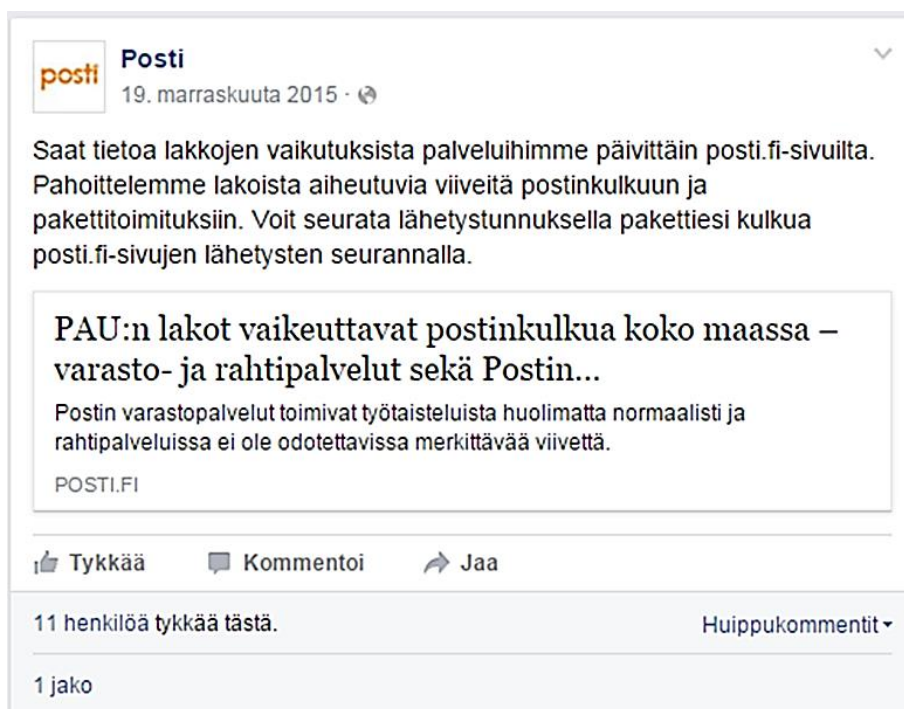 posti
Posti
19. marraskuuta 2015 ·
Saat tietoa lakkojen vaikutuksista palveluihimme päivittäin posti.fi-sivuilta.
Pahoittelemme lakoista aiheutuvia viiveitä postinkulkuun ja
pakettitoimituksiin. Voit seurata lähetystunnuksella pakettiesi kulkua
posti.fi-sivujen lähetysten seurannalla.
PAU:n lakot vaikeuttavat postinkulkua koko maassa –
varasto- ja rahtipalvelut sekä Postin...
Postin varastopalvelut toimivat työtaisteluista huolimatta normaalisti ja
rahtipalveluissa ei ole odotettavissa merkittävää viivettä.
POSTI.FI
Tykkää Kommentoi Jaa
11 henkilöä tykkää tästä. Huippukommentit
1 jako